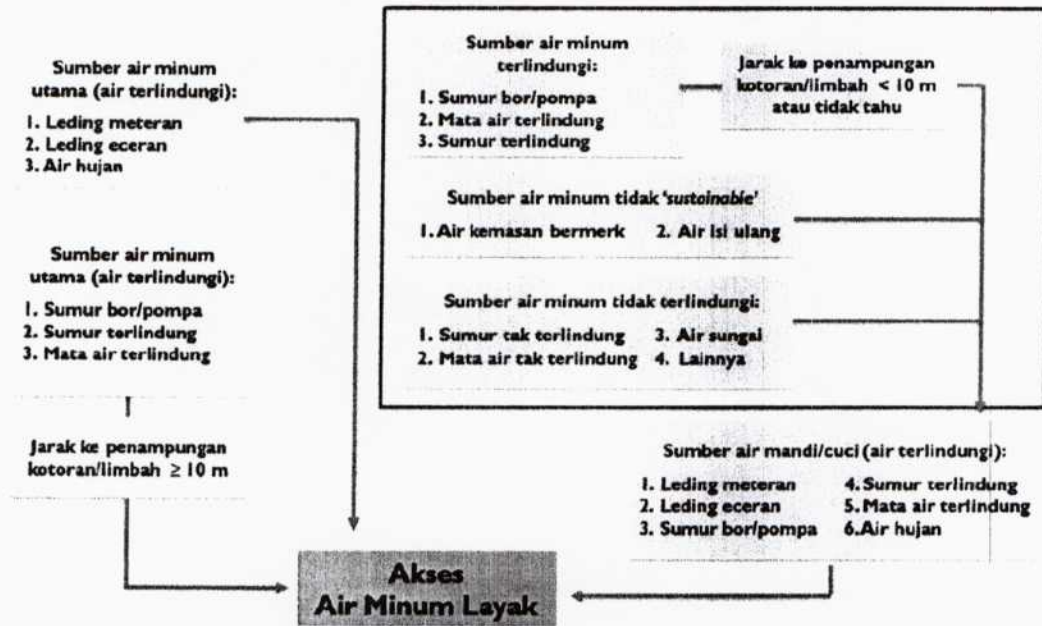 Sumber air minum
utama (air terlindungi):
1. Leding meteran
2. Leding eceran
3. Air hujan
Sumber air minum
utama (air terlindungi):
1. Sumur bor/pompa
2. Sumur terlindung
3. Mata air terlindung
Jarak ke penampungan
kotoran/limbah ≥ 10 m
Sumber air minum
terlindungi:
1. Sumur bor/pompa
2. Mata air terlindung
3. Sumur terlindung
Jarak ke penampungan
kotoran/limbah < 10 m
atau tidak tahu
Sumber air minum tidak 'sustainable'
1. Air kemasan bermerk 2. Air isi ulang
Sumber air minum tidak terlindungi:
1. Sumur tak terlindung 3. Air sungai
2. Mata air tak terlindung 4. Lainnya
Sumber air mandi/cuci (air terlindungi):
1. Leding meteran 4. Sumur terlindung
2. Leding eceran 5. Mata air terlindung
3. Sumur bor/pompa 6. Air hujan
Akses
Air Minum Layak